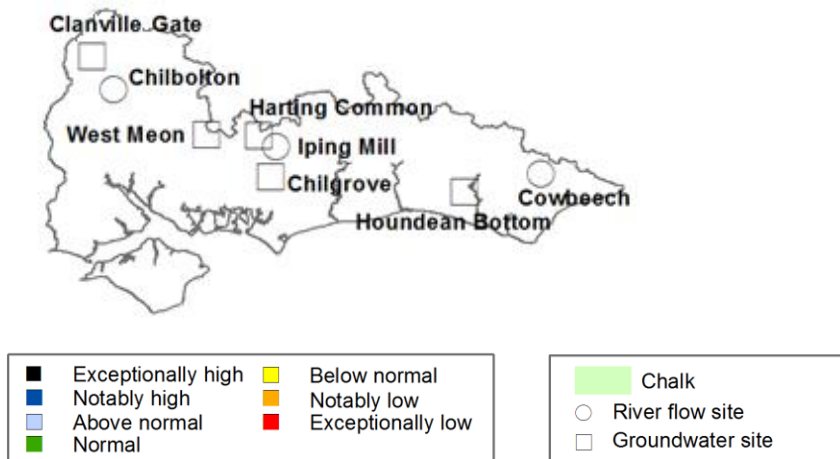 Clanville Gate
Chilbolton
Harting Common
West Meon
Iping Mill
Chilgrove
Cowbeech
Houndean Bottom
Exceptionally high
Notably high
Above normal
Normal
Below normal
Notably low
Exceptionally low
Chalk
River flow site
Groundwater site